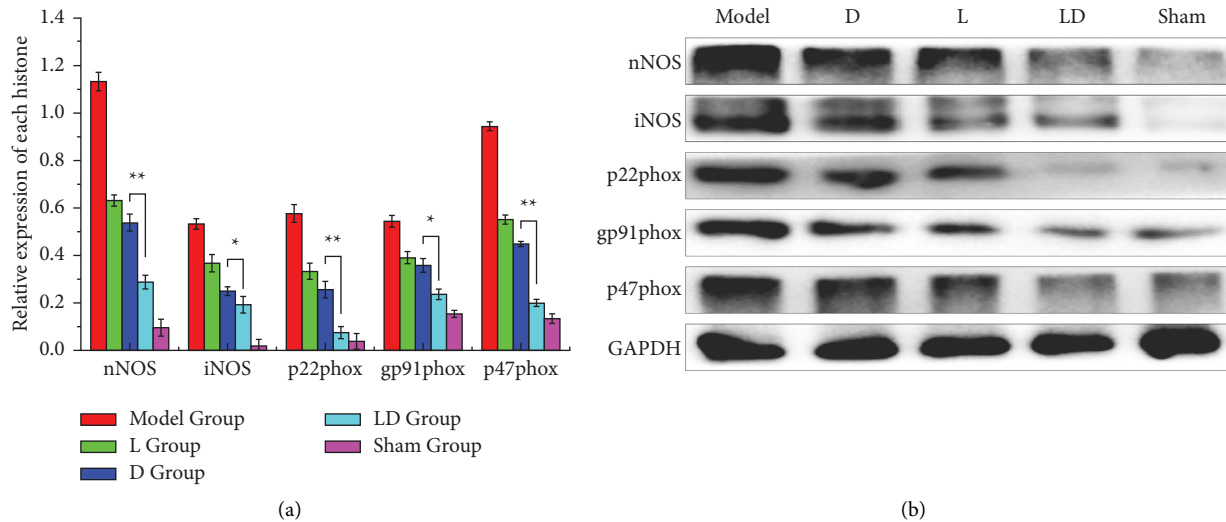 Relative expression of each histone
1.4
1.2
1.0
0.8
0.6
0.4
0.2
0.0
**
*
**
*
**
nNOS iNOS p22phox gp91phox p47phox
Model Group
L Group
D Group
LD Group
Sham Group
(a)
Model D L LD Sham
nNOS
iNOS
p22phox
gp91phox
p47phox
GAPDH
(b)